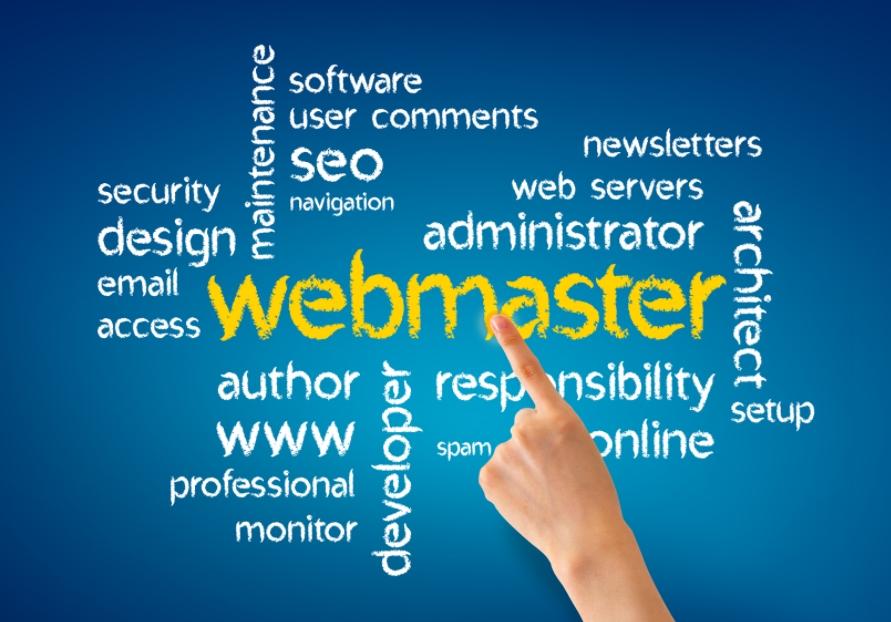 maintenance
software
user comments
seo
navigation
newsletters
web servers
administrator
security
design
email
access
webmaster
architect
setup
author
www
professional
monitor
developer
responsibility
spam
online